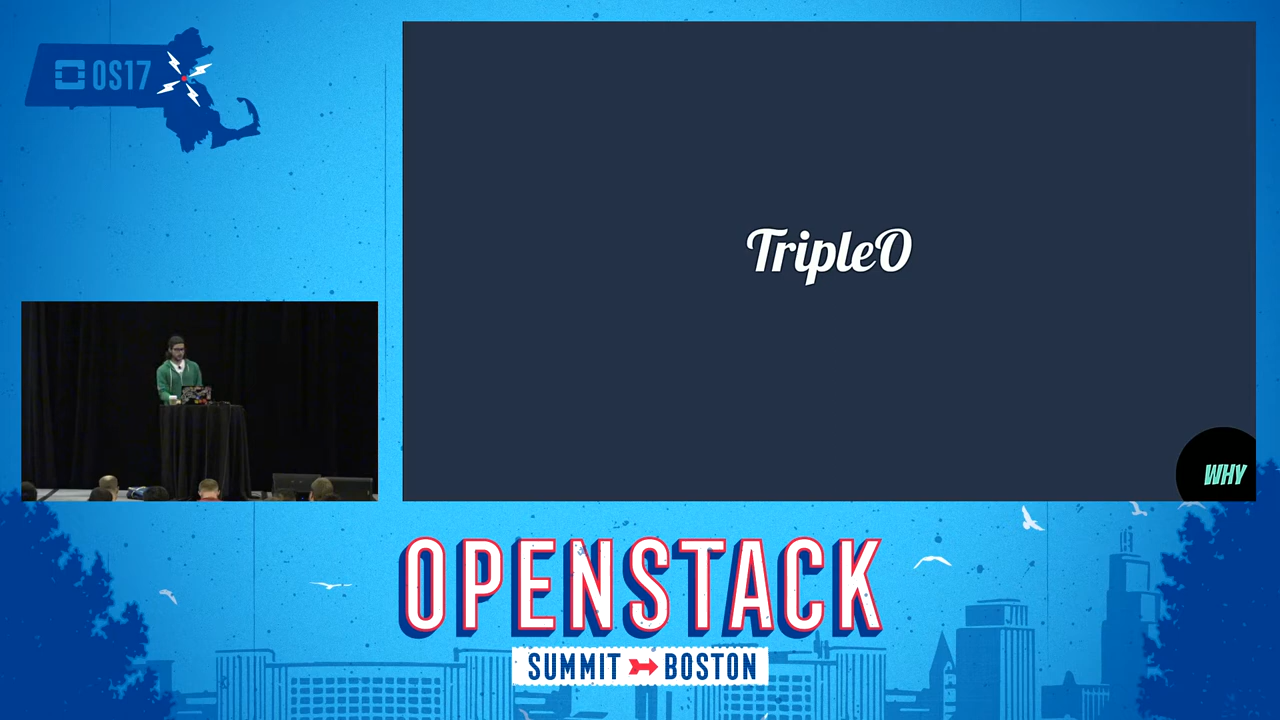 OS17
TripleO
WHY
OPENSTACK
SUMMIT BOSTON